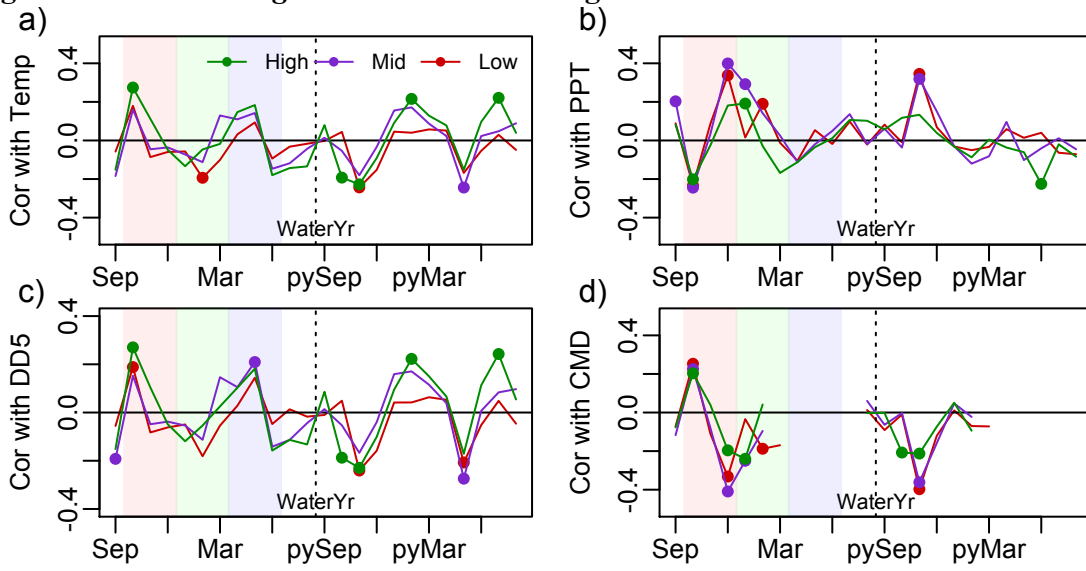 a)
Cor with Temp
0.4
0.0
-0.4
High Mid Low
WaterYr
Sep Mar pySep pyMar
b)
Cor with PPT
0.4
0.0
-0.4
WaterYr
Sep Mar pySep pyMar
c)
Cor with DD5
0.4
0.0
-0.4
WaterYr
Sep Mar pySep pyMar
d)
Cor with CMD
0.4
0.0
-0.4
WaterYr
Sep Mar pySep pyMar